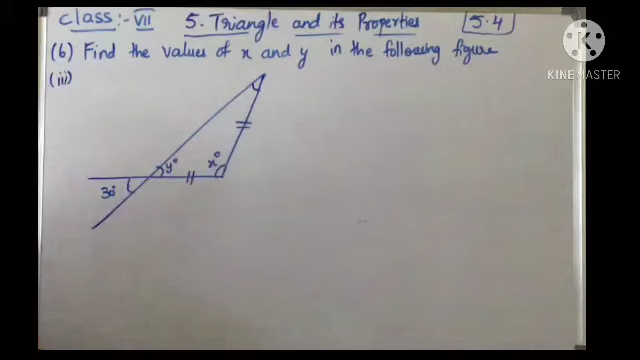 Class:- VII 5. Triangle and its Properties 5.4
(6) Find the values of x and y in the following figure
(iii)
x°
y°
30°
KINEMASTER